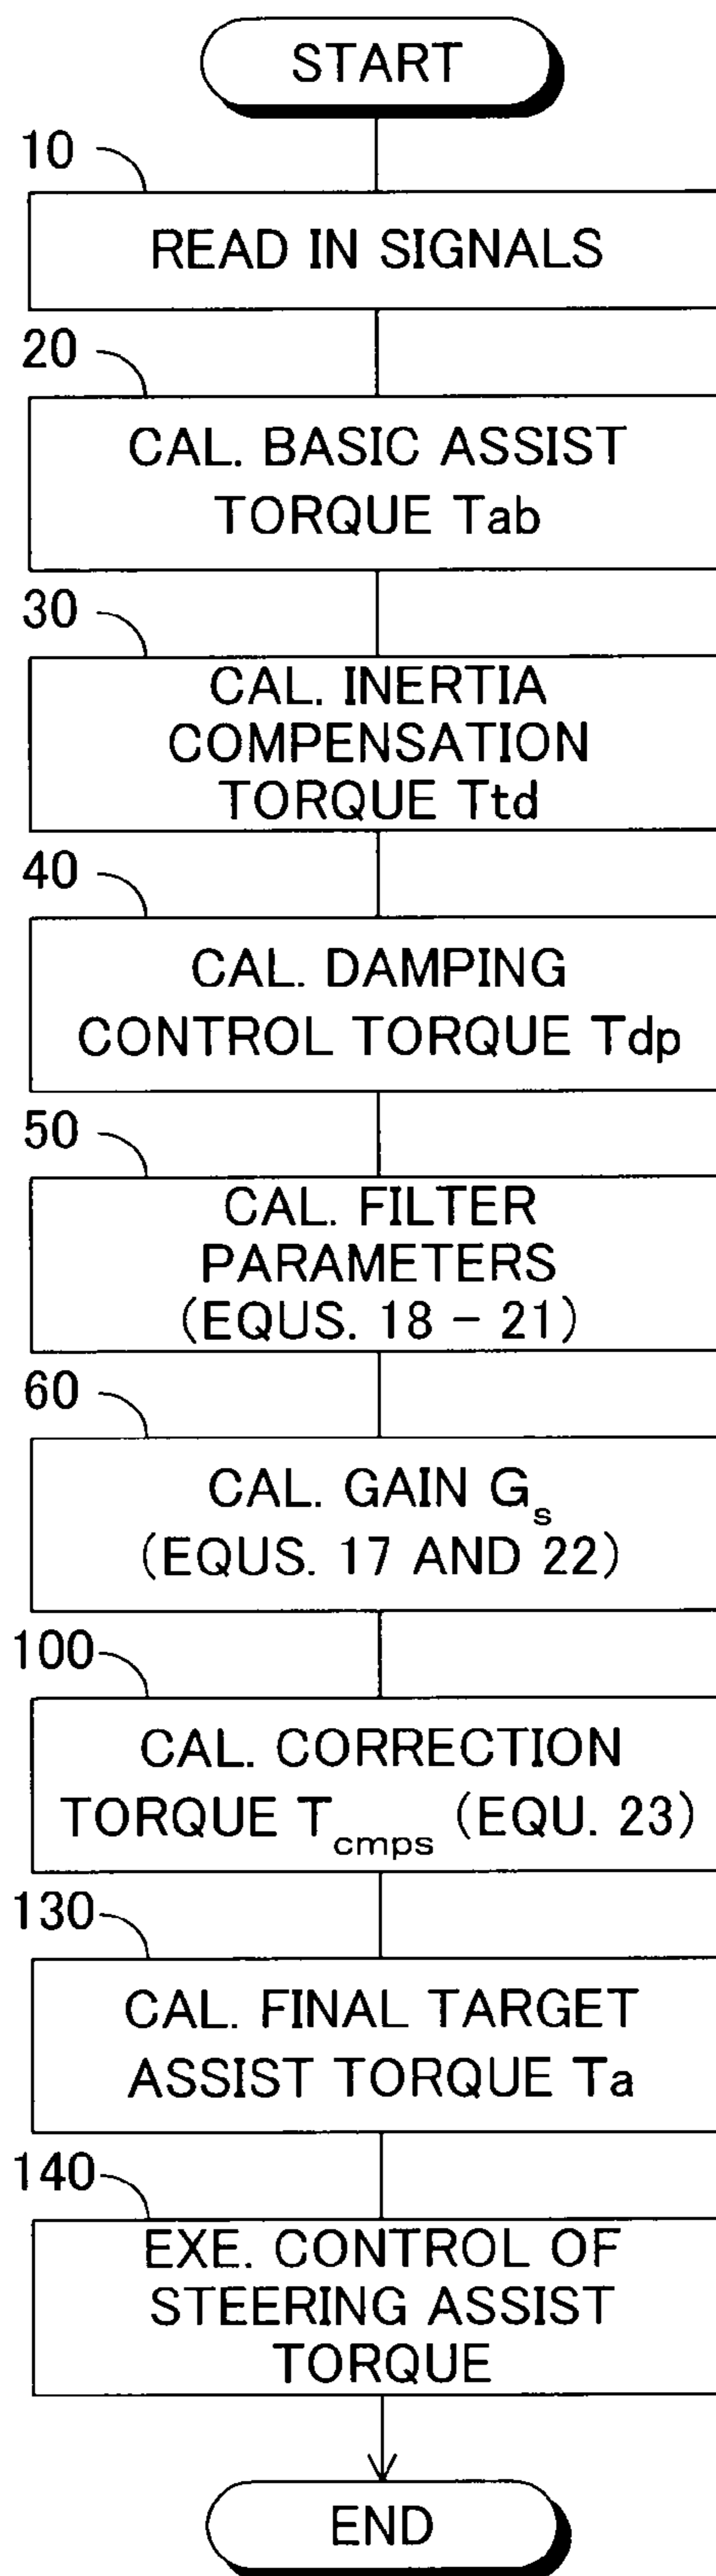 START
10
READ IN SIGNALS
20
CAL. BASIC ASSIST
TORQUE Tab
30
CAL. INERTIA
COMPENSATION
TORQUE Ttd
40
CAL. DAMPING
CONTROL TORQUE Tdp
50
CAL. FILTER
PARAMETERS
(EQUS. 18 – 21)
60
CAL. GAIN Gs
(EQUS. 17 AND 22)
100
CAL. CORRECTION
TORQUE Tcmps (EQU. 23)
130
CAL. FINAL TARGET
ASSIST TORQUE Ta
140
EXE. CONTROL OF
STEERING ASSIST
TORQUE
END